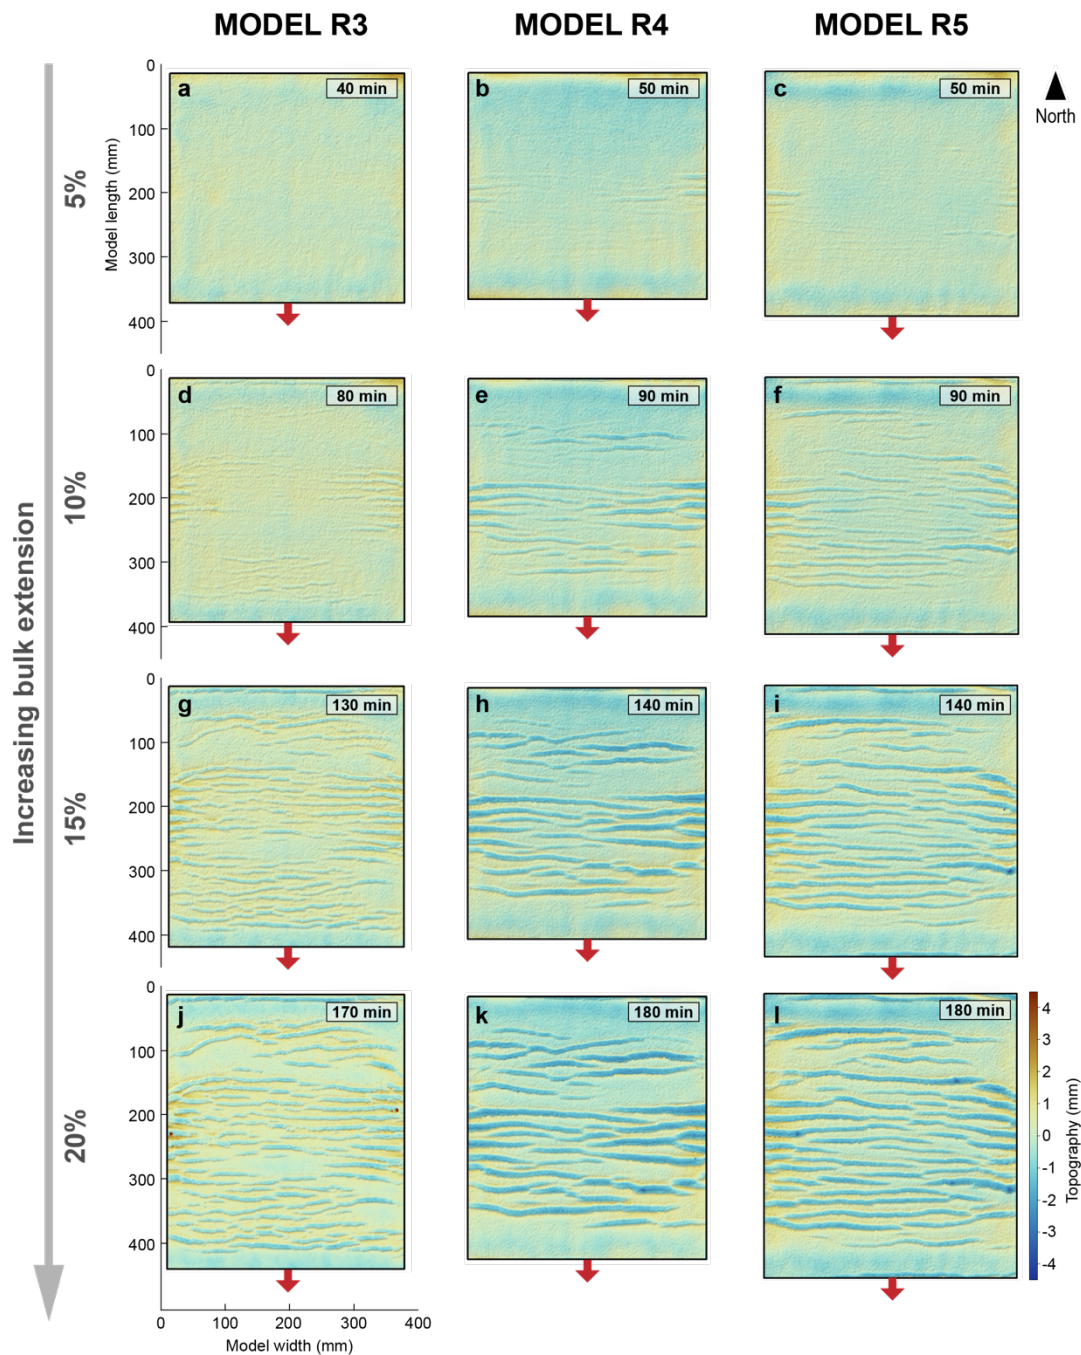 MODEL R3
MODEL R4
MODEL R5
North
Increasing bulk extension
5%
Model length (mm)
0
100
200
300
400
a
40 min
b
50 min
c
50 min
10%
0
100
200
300
400
d
80 min
e
90 min
f
90 min
15%
0
100
200
300
400
g
130 min
h
140 min
i
140 min
20%
0
100
200
300
400
j
170 min
k
180 min
l
180 min
4
3
2
1
0
-1
-2
-3
-4
Topography (mm)
0
100
200
300
400
Model width (mm)